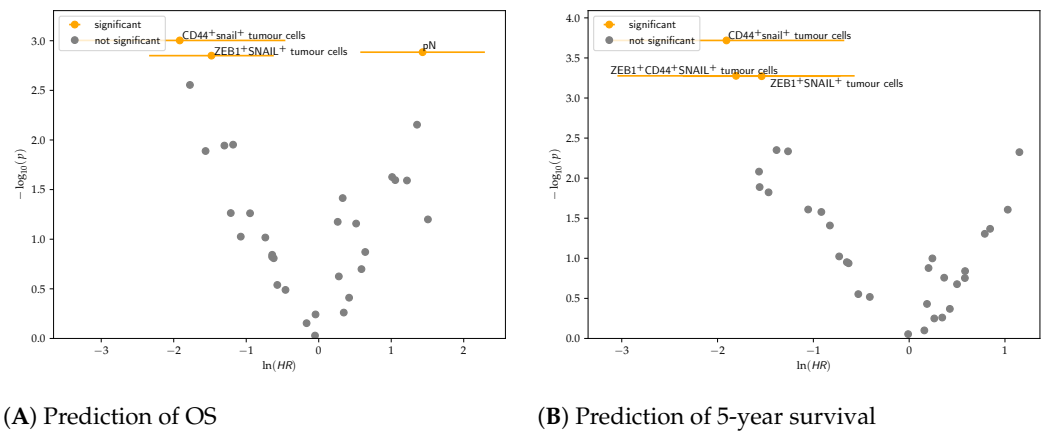 significant
not significant
CD44+snail+ tumour cells
ZEB1+SNAIL+ tumour cells
pN
3.0
2.5
2.0
1.5
1.0
0.5
0.0
− log10(p)
−3 −2 −1 0 1 2
ln(HR)
(A) Prediction of OS
significant
not significant
CD44+snail+ tumour cells
ZEB1+CD44+SNAIL+ tumour cells
ZEB1+SNAIL+ tumour cells
4.0
3.5
3.0
2.5
2.0
1.5
1.0
0.5
0.0
− log10(p)
−3 −2 −1 0 1
ln(HR)
(B) Prediction of 5-year survival